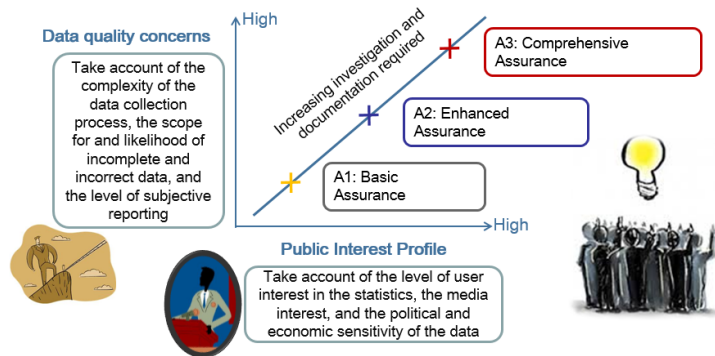 Data quality concerns
Take account of the
complexity of the
data collection
process, the scope
for and likelihood of
incomplete and
incorrect data, and
the level of subjective
reporting
High
Increasing investigation and
documentation required
A3: Comprehensive
Assurance
A2: Enhanced
Assurance
A1: Basic
Assurance
High
Public Interest Profile
Take account of the level of user
interest in the statistics, the media
interest, and the political and
economic sensitivity of the data